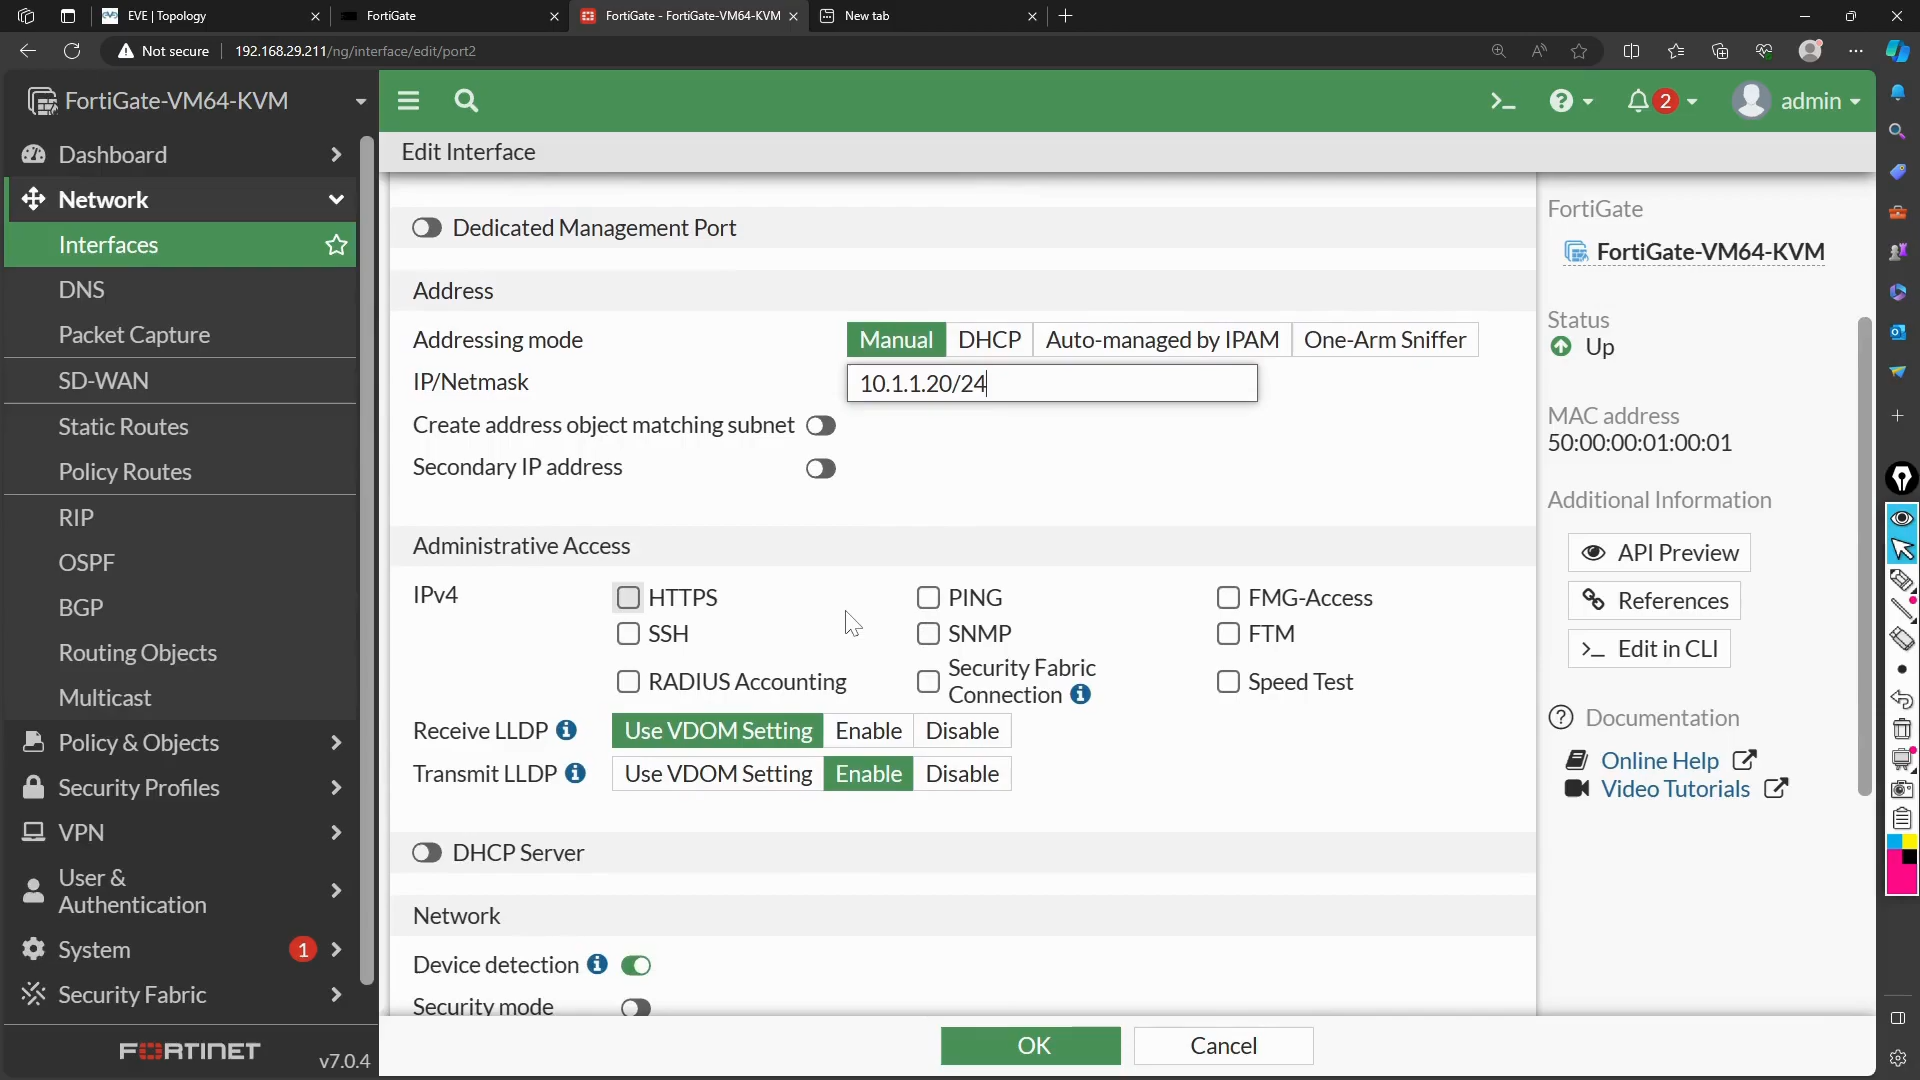 EVE | Topology
FortiGate
FortiGate - FortiGate-VM64-KVM
New tab
Not secure
192.168.29.211/ng/interface/edit/port2
FortiGate-VM64-KVM
2
admin
Dashboard
Edit Interface
Network
Interfaces
DNS
Packet Capture
SD-WAN
Static Routes
Policy Routes
RIP
OSPF
BGP
Routing Objects
Multicast
Policy & Objects
Security Profiles
VPN
User &
Authentication
System
1
Security Fabric
FORTINET
v7.0.4
Dedicated Management Port
Address
Addressing mode
Manual
DHCP
Auto-managed by IPAM
One-Arm Sniffer
IP/Netmask
10.1.1.20/24
Create address object matching subnet
Secondary IP address
Administrative Access
IPv4
HTTPS
PING
FMG-Access
SSH
SNMP
FTM
RADIUS Accounting
Security Fabric
Connection
Speed Test
Receive LLDP
Use VDOM Setting
Enable
Disable
Transmit LLDP
Use VDOM Setting
Enable
Disable
DHCP Server
Network
Device detection
Security mode
OK
Cancel
FortiGate
FortiGate-VM64-KVM
Status
Up
MAC address
50:00:00:01:00:01
Additional Information
API Preview
References
Edit in CLI
Documentation
Online Help
Video Tutorials